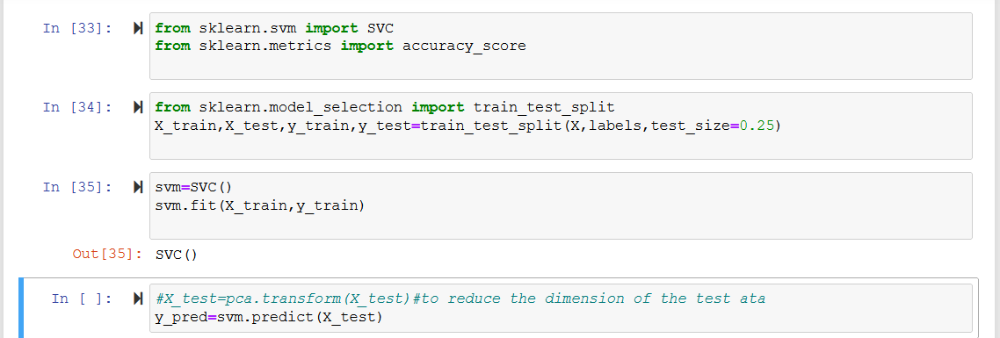 In [33]: from sklearn.svm import SVC
from sklearn.metrics import accuracy_score
In [34]: from sklearn.model_selection import train_test_split
X_train,X_test,y_train,y_test=train_test_split(X,labels,test_size=0.25)
In [35]: svm=SVC()
svm.fit(X_train,y_train)
Out[35]: SVC()
In [ ]: #X_test=pca.transform(X_test)#to reduce the dimension of the test ata
y_pred=svm.predict(X_test)